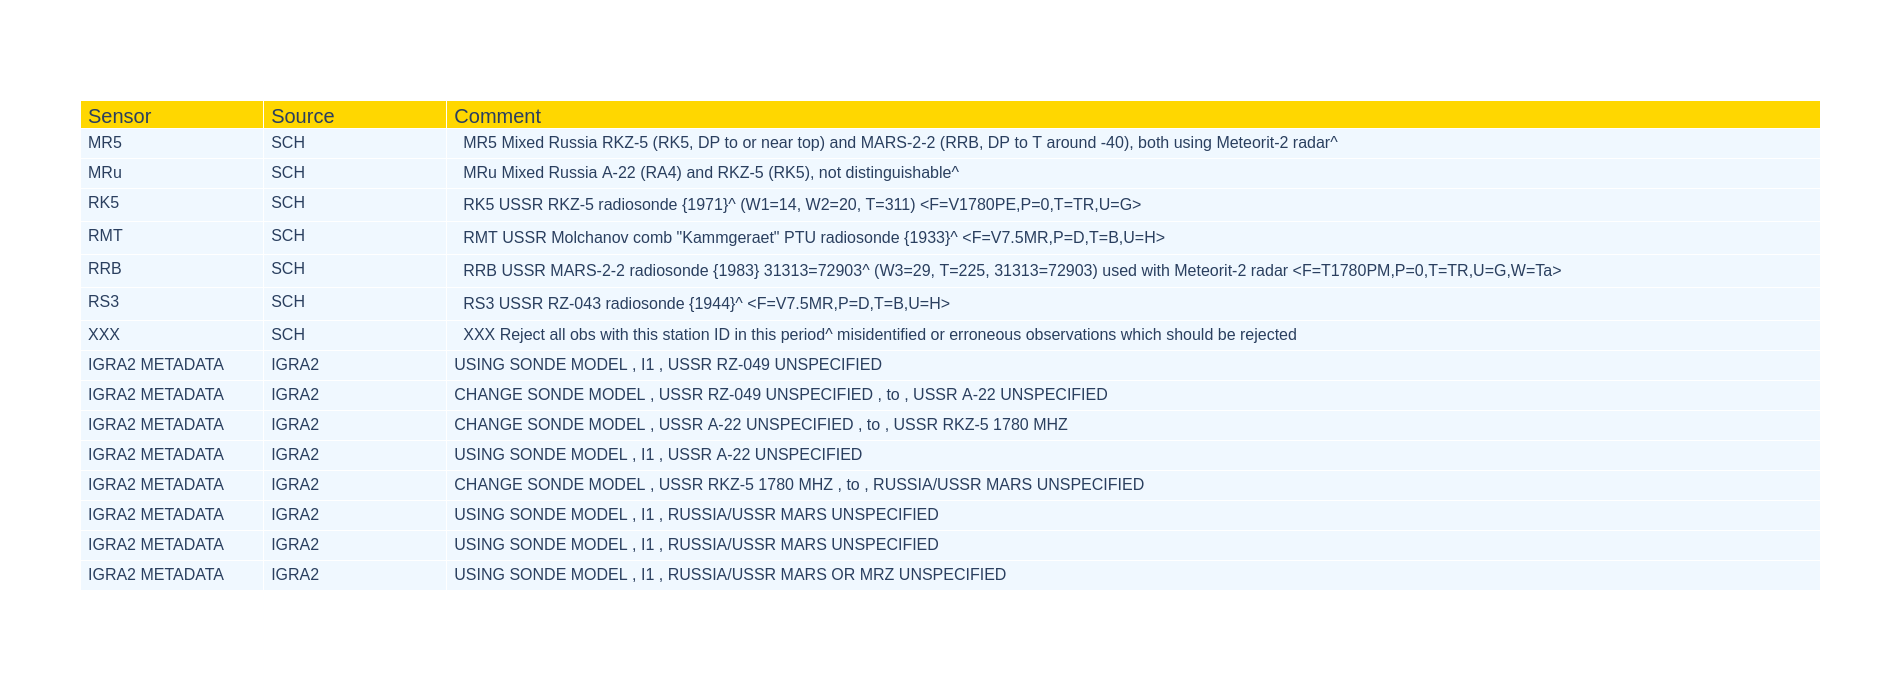 Sensor Source Comment
MR5 SCH MR5 Mixed Russia RKZ-5 (RK5, DP to or near top) and MARS-2-2 (RRB, DP to T around -40), both using Meteorit-2 radar^
MRu SCH MRu Mixed Russia A-22 (RA4) and RKZ-5 (RK5), not distinguishable^
RK5 SCH RK5 USSR RKZ-5 radiosonde {1971}^ (W1=14, W2=20, T=311) <F=V1780PE,P=0,T=TR,U=G>
RMT SCH RMT USSR Molchanov comb "Kammgeraet" PTU radiosonde {1933}^ <F=V7.5MR,P=D,T=B,U=H>
RRB SCH RRB USSR MARS-2-2 radiosonde {1983} 31313=72903^ (W3=29, T=225, 31313=72903) used with Meteorit-2 radar <F=T1780PM,P=0,T=TR,U=G,W=Ta>
RS3 SCH RS3 USSR RZ-043 radiosonde {1944}^ <F=V7.5MR,P=D,T=B,U=H>
XXX SCH XXX Reject all obs with this station ID in this period^ misidentified or erroneous observations which should be rejected
IGRA2 METADATA IGRA2 USING SONDE MODEL , I1 , USSR RZ-049 UNSPECIFIED
IGRA2 METADATA IGRA2 CHANGE SONDE MODEL , USSR RZ-049 UNSPECIFIED , to , USSR A-22 UNSPECIFIED
IGRA2 METADATA IGRA2 CHANGE SONDE MODEL , USSR A-22 UNSPECIFIED , to , USSR RKZ-5 1780 MHZ
IGRA2 METADATA IGRA2 USING SONDE MODEL , I1 , USSR A-22 UNSPECIFIED
IGRA2 METADATA IGRA2 CHANGE SONDE MODEL , USSR RKZ-5 1780 MHZ , to , RUSSIA/USSR MARS UNSPECIFIED
IGRA2 METADATA IGRA2 USING SONDE MODEL , I1 , RUSSIA/USSR MARS UNSPECIFIED
IGRA2 METADATA IGRA2 USING SONDE MODEL , I1 , RUSSIA/USSR MARS UNSPECIFIED
IGRA2 METADATA IGRA2 USING SONDE MODEL , I1 , RUSSIA/USSR MARS OR MRZ UNSPECIFIED